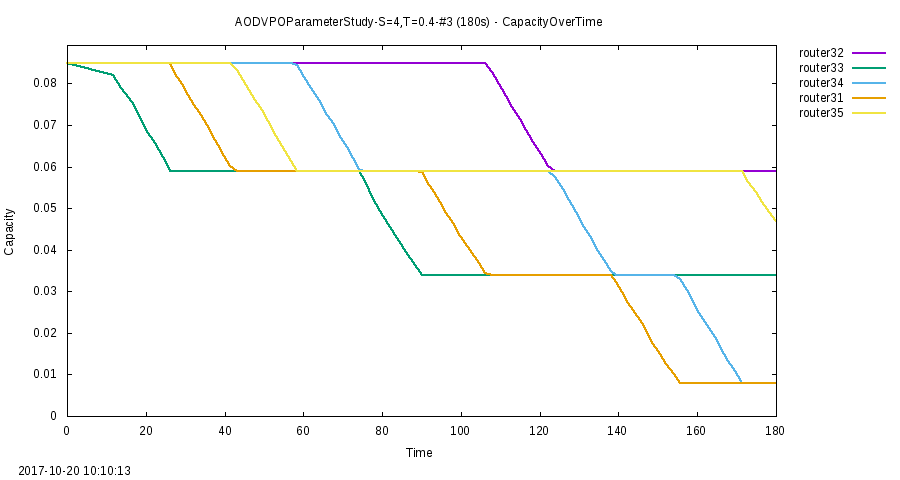 AODVPOParameterStudy-S=4,T=0.4-#3 (180s) - CapacityOverTime
router32
router33
router34
router31
router35
0.08
0.07
0.06
0.05
0.04
0.03
0.02
0.01
0
Capacity
0 20 40 60 80 100 120 140 160 180
Time
2017-10-20 10:10:13